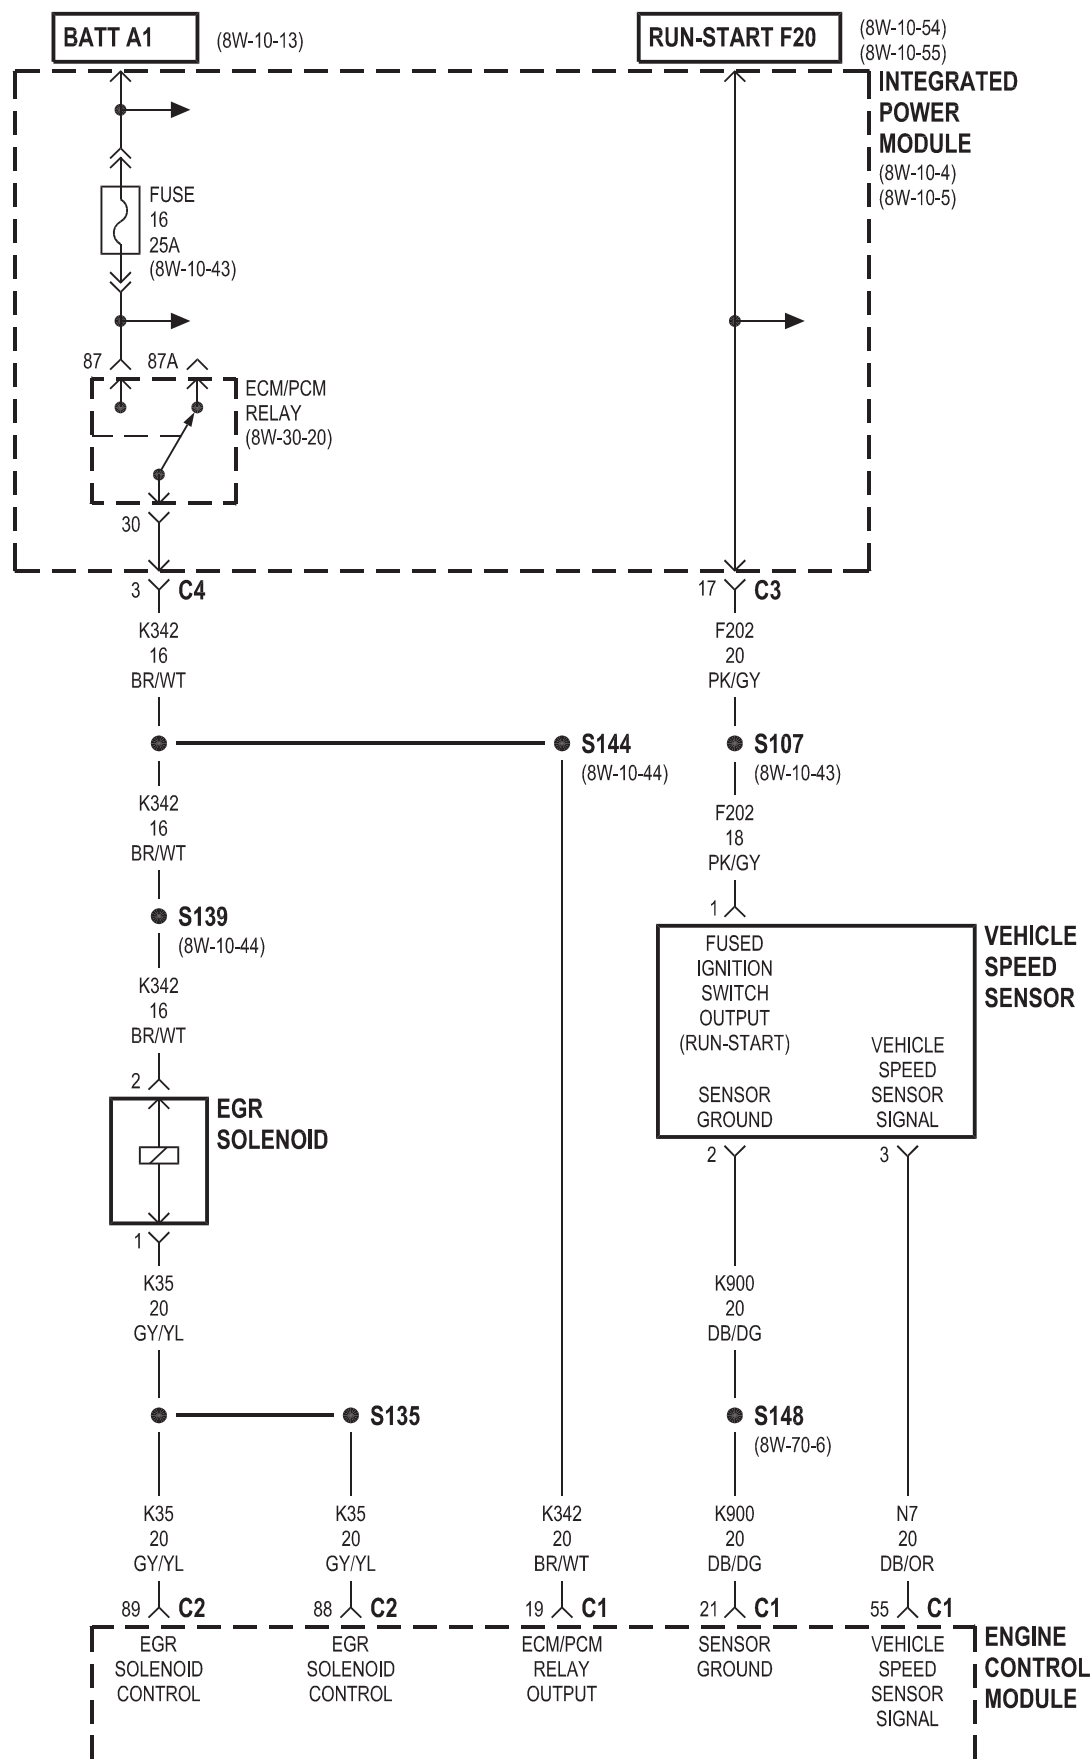 BATT A1
(8W-10-13)
RUN-START F20
(8W-10-54)
(8W-10-55)
INTEGRATED
POWER
MODULE
(8W-10-4)
(8W-10-5)
FUSE
16
25A
(8W-10-43)
87
87A
ECM/PCM
RELAY
(8W-30-20)
30
3
C4
17
C3
K342
16
BR/WT
F202
20
PK/GY
S144
(8W-10-44)
S107
(8W-10-43)
K342
16
BR/WT
F202
18
PK/GY
S139
(8W-10-44)
1
VEHICLE
SPEED
SENSOR
FUSED
IGNITION
SWITCH
OUTPUT
(RUN-START)
VEHICLE
SPEED
SENSOR
SIGNAL
SENSOR
GROUND
K342
16
BR/WT
2
EGR
SOLENOID
2
3
1
K35
20
GY/YL
K900
20
DB/DG
S135
S148
(8W-70-6)
K35
20
GY/YL
K35
20
GY/YL
K342
20
BR/WT
K900
20
DB/DG
N7
20
DB/OR
89
C2
88
C2
19
C1
21
C1
55
C1
EGR
SOLENOID
CONTROL
EGR
SOLENOID
CONTROL
ECM/PCM
RELAY
OUTPUT
SENSOR
GROUND
VEHICLE
SPEED
SENSOR
SIGNAL
ENGINE
CONTROL
MODULE